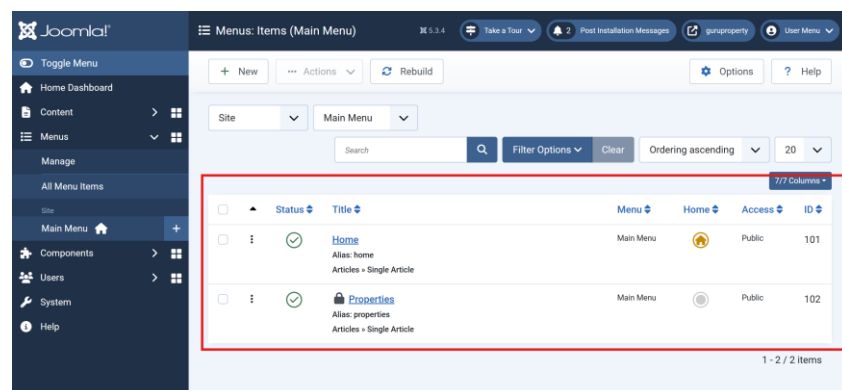 Joomla!
Menus: Items (Main Menu)
5.3.4
Take a Tour
2 Post Installation Messages
guruproperty
User Menu
Toggle Menu
Home Dashboard
Content
Menus
Manage
All Menu Items
Site
Main Menu
+
Components
Users
System
Help
+ New
··· Actions
Rebuild
Options
? Help
Site
Main Menu
Search
Filter Options
Clear
Ordering ascending
20
7/7 Columns
Status Title Menu Home Access ID
Home Main Menu Public 101
Alias: home
Articles » Single Article
Properties Main Menu Public 102
Alias: properties
Articles » Single Article
1 - 2 / 2 items